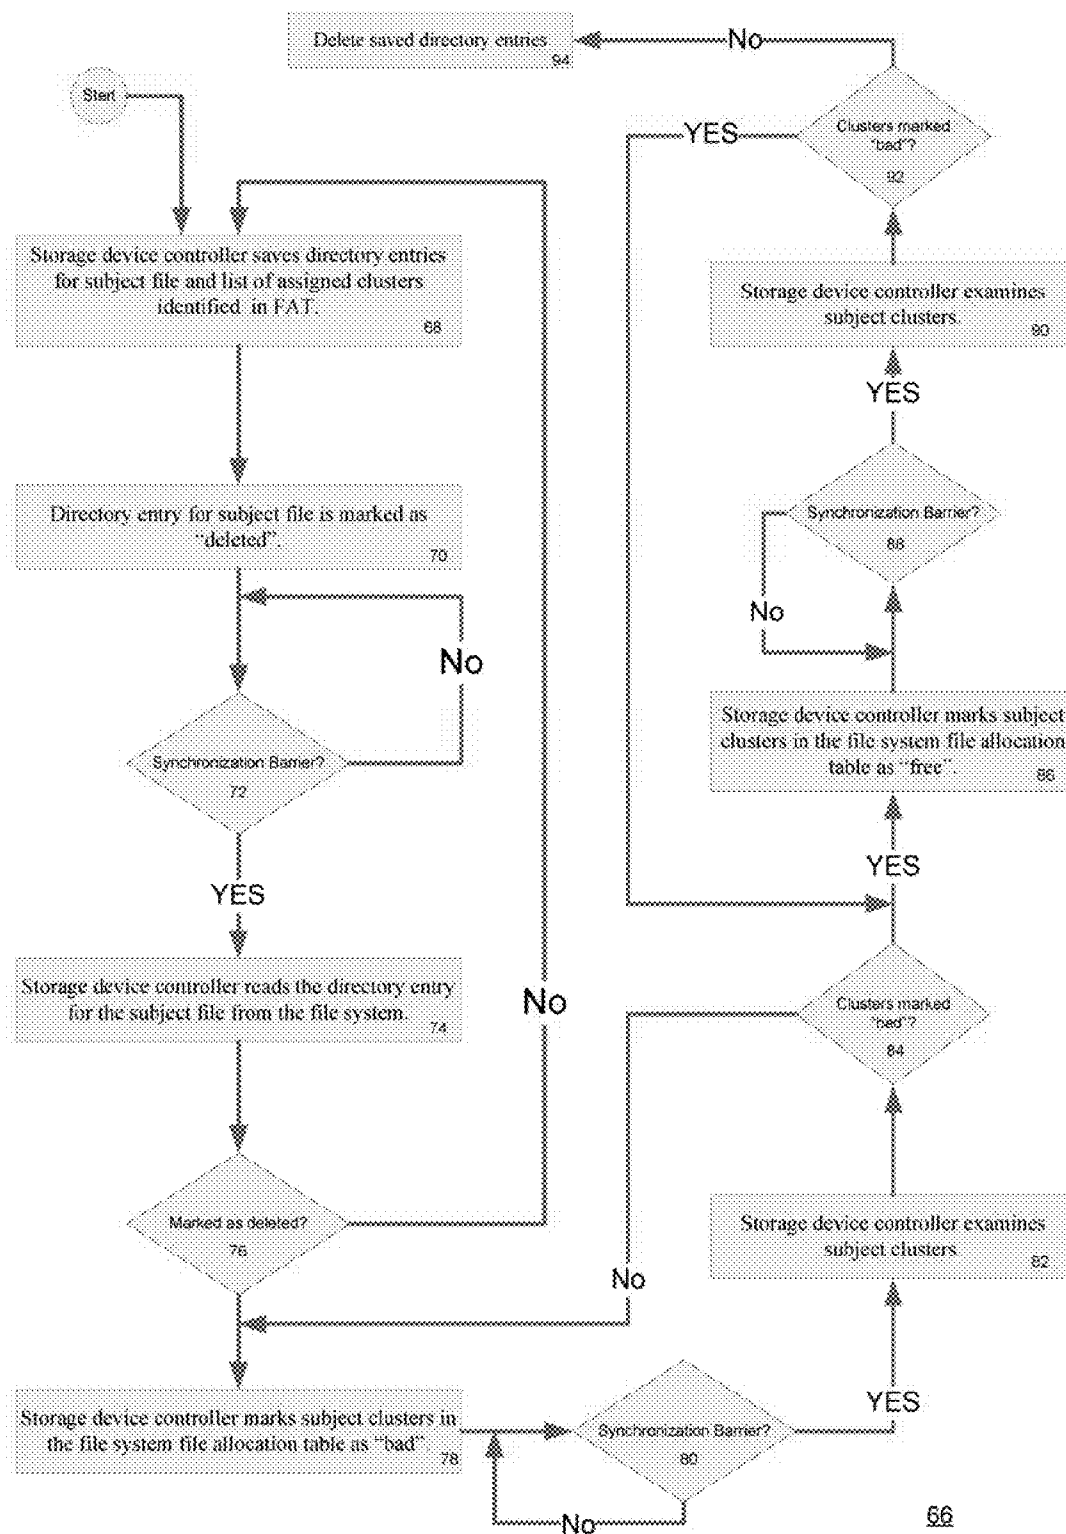 Start
Storage device controller saves directory entries
for subject file and list of assigned clusters
identified in FAT.
68
Directory entry for subject file is marked as
“deleted”.
70
No
Synchronization Barrier?
72
YES
Storage device controller reads the directory entry
for the subject file from the file system.
74
No
Marked as deleted?
76
Storage device controller marks subject clusters in
the file system file allocation table as “bad”.
78
Synchronization Barrier?
80
No
YES
Storage device controller examines
subject clusters
82
Clusters marked
“bad”?
84
No
YES
Storage device controller marks subject
clusters in the file system file allocation
table as “free”.
86
No
Synchronization Barrier?
88
YES
Storage device controller examines
subject clusters.
90
Clusters marked
“bad”?
92
YES
No
Delete saved directory entries
94
66